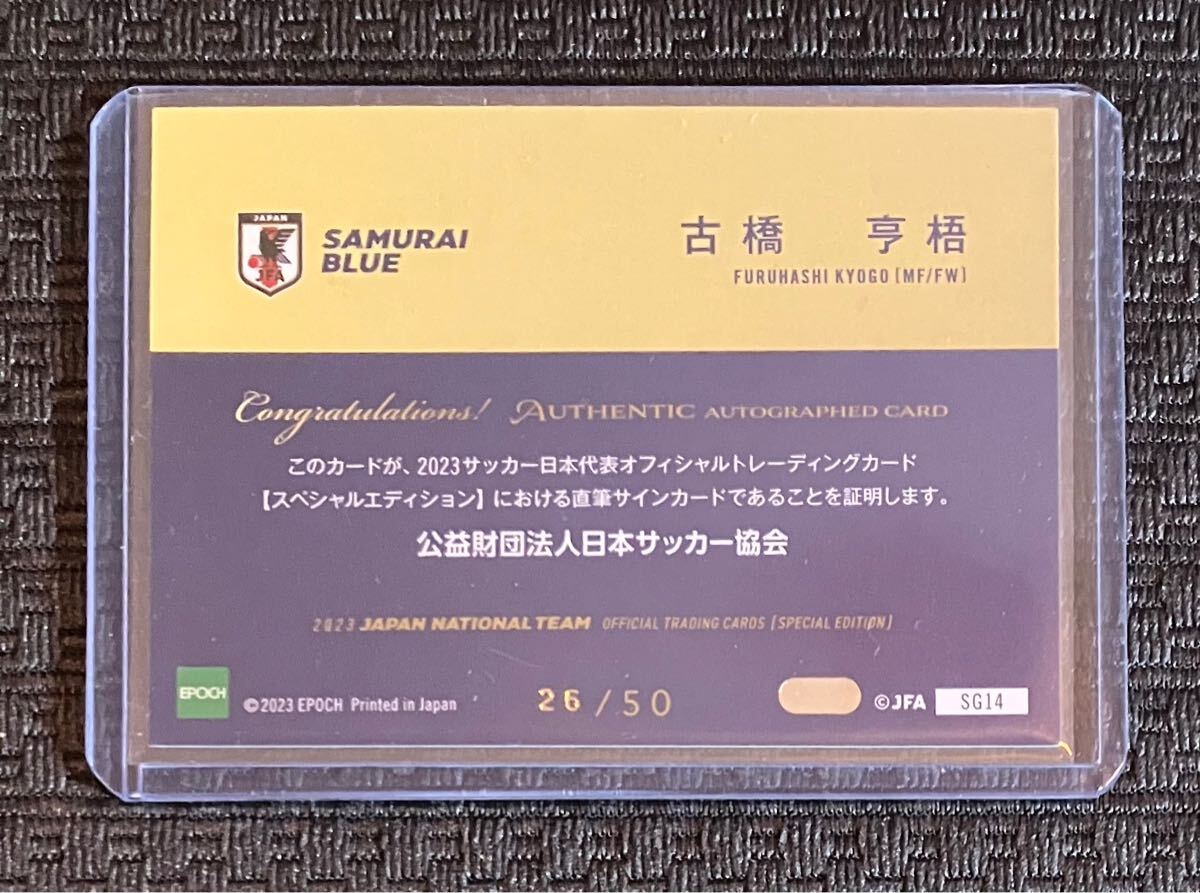 JAPAN
JFA
SAMURAI
BLUE
古橋 亨梧
FURUHASHI KYOGO [MF/FW]
Congratulations! AUTHENTIC AUTOGRAPHED CARD
このカードが、2023サッカー日本代表オフィシャルトレーディングカード
【スペシャルエディション】における直筆サインカードであることを証明します。
公益財団法人日本サッカー協会
2023 JAPAN NATIONAL TEAM OFFICIAL TRADING CARDS [SPECIAL EDITION]
EPOCH
©2023 EPOCH Printed in Japan
26/50
©JFA
SG14